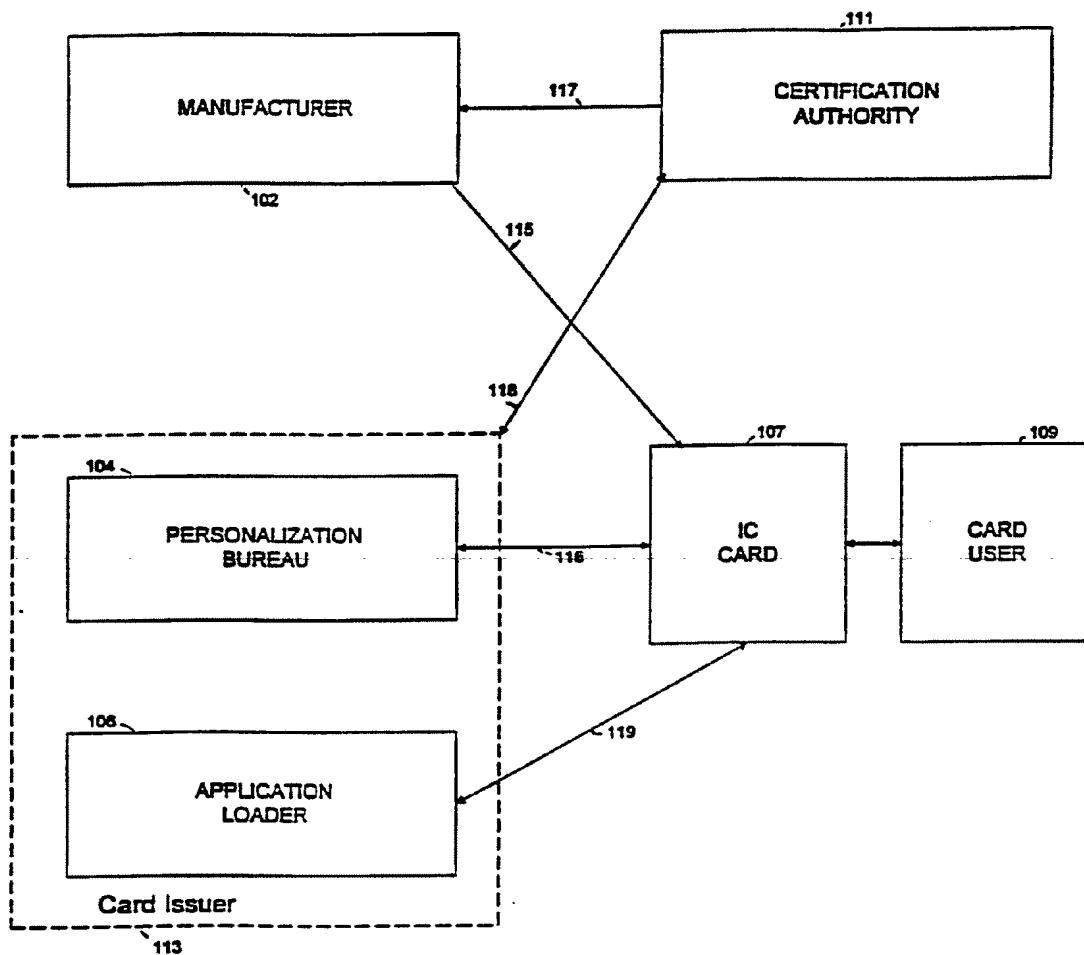 111
MANUFACTURER
117
CERTIFICATION
AUTHORITY
102
115
118
107
109
104
PERSONALIZATION
BUREAU
116
IC
CARD
CARD
USER
106
119
APPLICATION
LOADER
Card Issuer
113